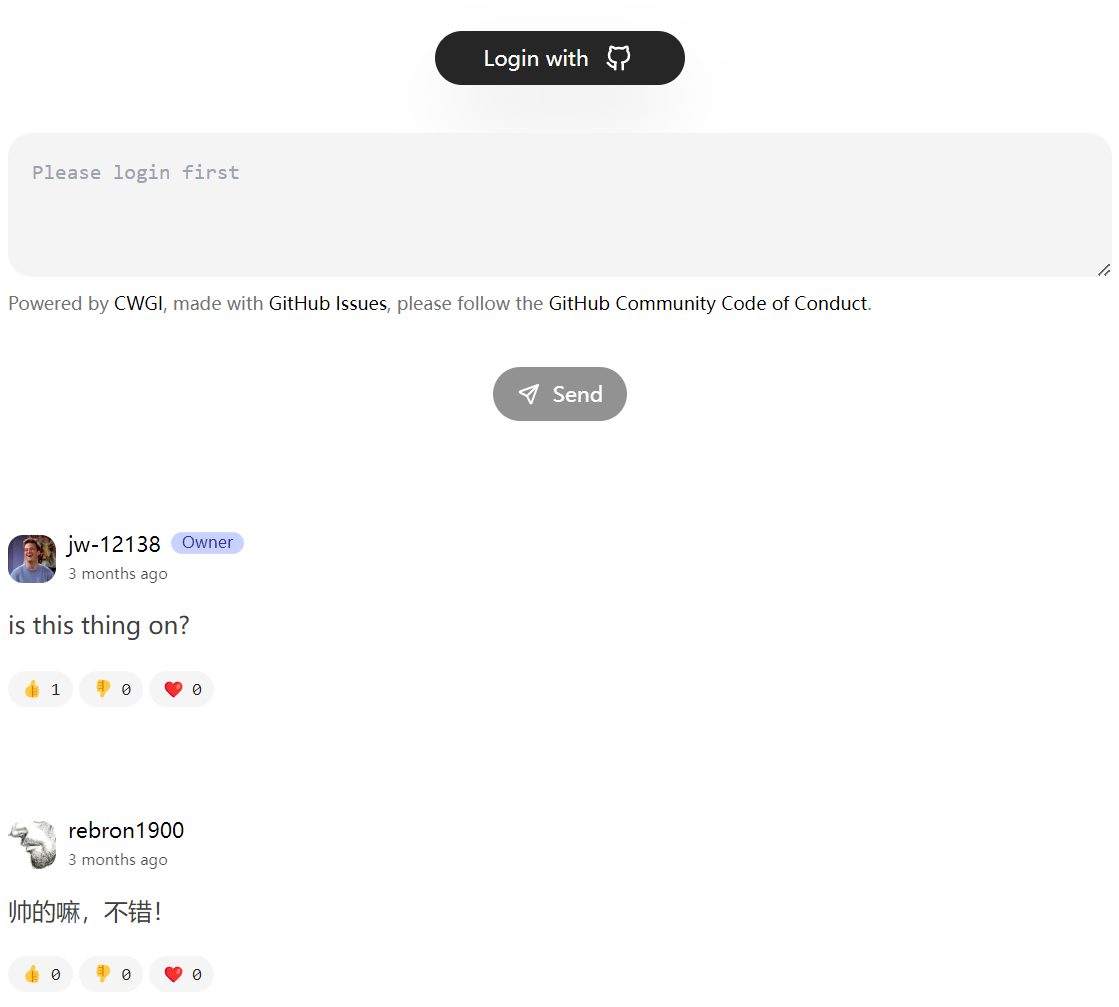 Login with
Please login first
Powered by CWGI, made with GitHub Issues, please follow the GitHub Community Code of Conduct.
Send
jw-12138 Owner
3 months ago
is this thing on?
👍 1 👎 0 ❤️ 0
rebron1900
3 months ago
帅的嘛，不错！
👍 0 👎 0 ❤️ 0